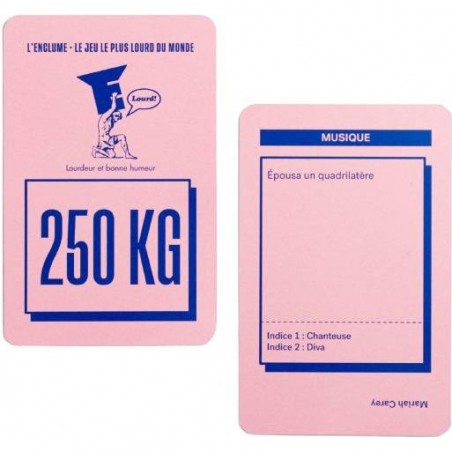 L'ENCLUME - LE JEU LE PLUS LOURD DU MONDE
Lourd!
Lourdeur et bonne humeur
250 KG
MUSIQUE
Épousa un quadrilatère
Indice 1 : Chanteuse
Indice 2 : Diva
Mariah Carey